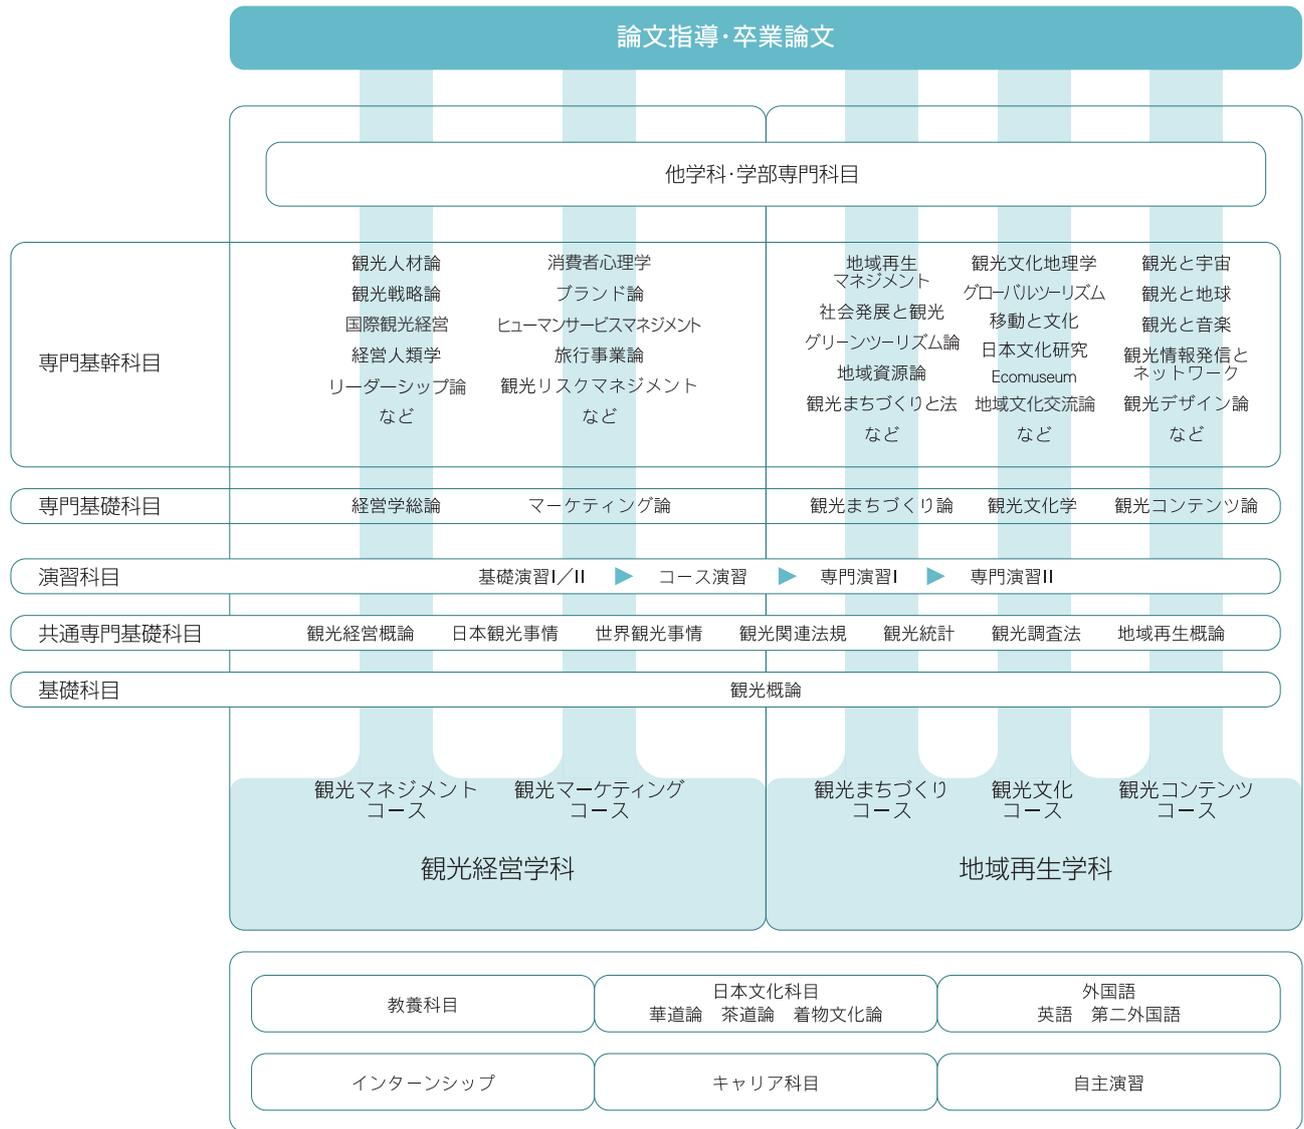 論文指導・卒業論文
他学科・学部専門科目
専門基幹科目
観光人材論
観光戦略論
国際観光経営
経営人類学
リーダーシップ論
など
消費者心理学
ブランド論
ヒューマンサービスマネジメント
旅行事業論
観光リスクマネジメント
など
地域再生
マネジメント
社会発展と観光
グリーンツーリズム論
地域資源論
観光まちづくりと法
など
観光文化地理学
グローバルツーリズム
移動と文化
日本文化研究
Ecomuseum
地域文化交流論
など
観光と宇宙
観光と地球
観光と音楽
観光情報発信と
ネットワーク
観光デザイン論
など
専門基礎科目 経営学総論 マーケティング論 観光まちづくり論 観光文化学 観光コンテンツ論
演習科目 基礎演習I／II ▶ コース演習 ▶ 専門演習I ▶ 専門演習II
共通専門基礎科目 観光経営概論 日本観光事情 世界観光事情 観光関連法規 観光統計 観光調査法 地域再生概論
基礎科目 観光概論
観光マネジメント
コース
観光マーケティング
コース
観光まちづくり
コース
観光文化
コース
観光コンテンツ
コース
観光経営学科 地域再生学科
教養科目
日本文化科目
華道論 茶道論 着物文化論
外国語
英語 第二外国語
インターンシップ キャリア科目 自主演習